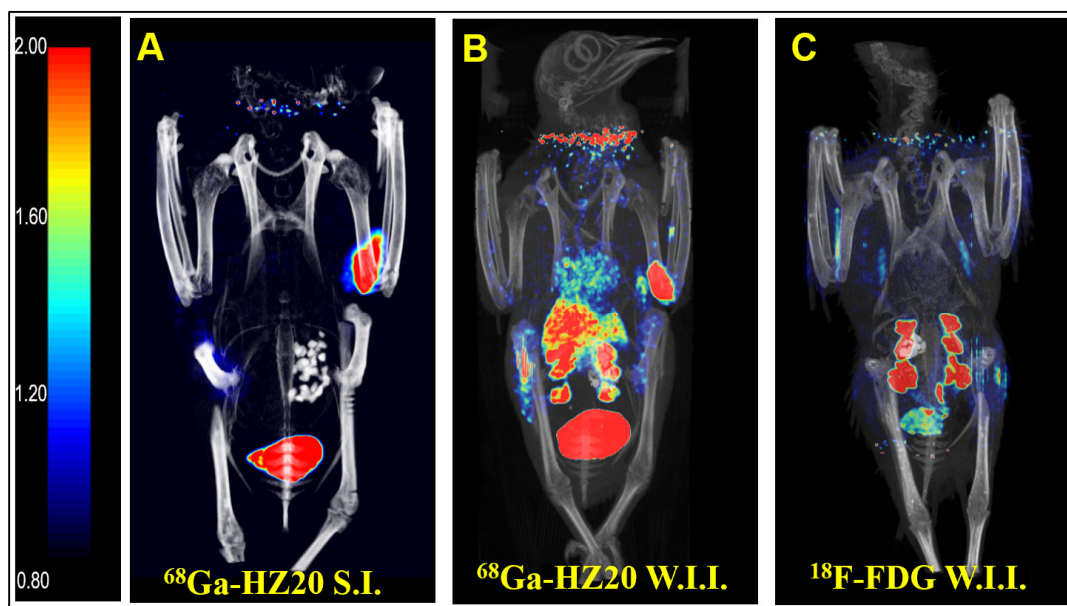 2.00
1.60
1.20
0.80
A
B
C
⁶⁸Ga-HZ20 S.I.
⁶⁸Ga-HZ20 W.I.I.
¹⁸F-FDG W.I.I.